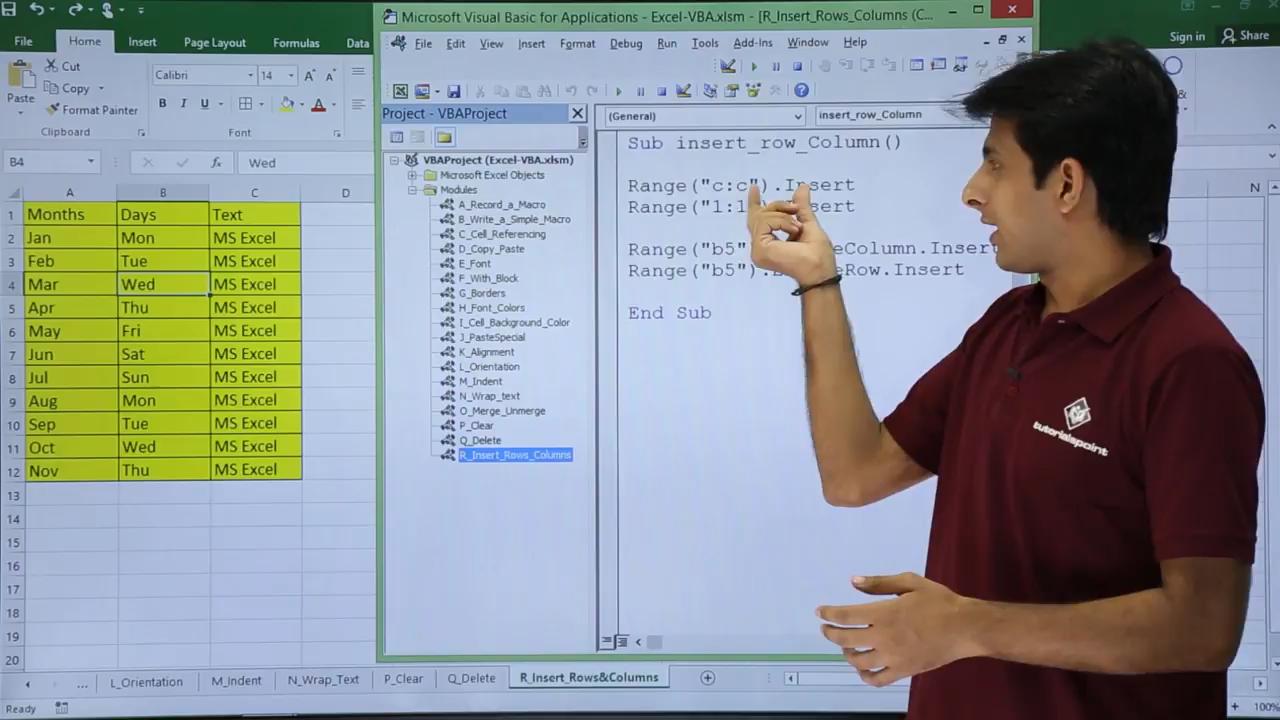 Microsoft Visual Basic for Applications - Excel-VBA.xlsm - [R_Insert_Rows_Columns (C...
File Edit View Insert Format Debug Run Tools Add-Ins Window Help
File Home Insert Page Layout Formulas Data
Sign in Share
Cut
Copy
Format Painter
Paste
Clipboard
Calibri 14
B I U
Font
B4 fx Wed
A B C D N
1 Months Days Text
2 Jan Mon MS Excel
3 Feb Tue MS Excel
4 Mar Wed MS Excel
5 Apr Thu MS Excel
6 May Fri MS Excel
7 Jun Sat MS Excel
8 Jul Sun MS Excel
9 Aug Mon MS Excel
10 Sep Tue MS Excel
11 Oct Wed MS Excel
12 Nov Thu MS Excel
13
14
15
16
17
18
19
20
Project - VBAProject
VBAProject (Excel-VBA.xlsm)
Microsoft Excel Objects
Modules
A_Record_a_Macro
B_Write_a_Simple_Macro
C_Cell_Referencing
D_Copy_Paste
E_Font
F_With_Block
G_Borders
H_Font_Colors
I_Cell_Background_Color
J_PasteSpecial
K_Alignment
L_Orientation
M_Indent
N_Wrap_text
O_Merge_Unmerge
P_Clear
Q_Delete
R_Insert_Rows_Columns
(General) insert_row_Column
Sub insert_row_Column()
Range("c:c").Insert
Range("1:1
Range("b5") eColumn.Insert
Range("b5"). eRow.Insert
End Sub
tutorialspoint
... L_Orientation M_Indent N_Wrap_Text P_Clear Q_Delete R_Insert_Rows&Columns
Ready 100%